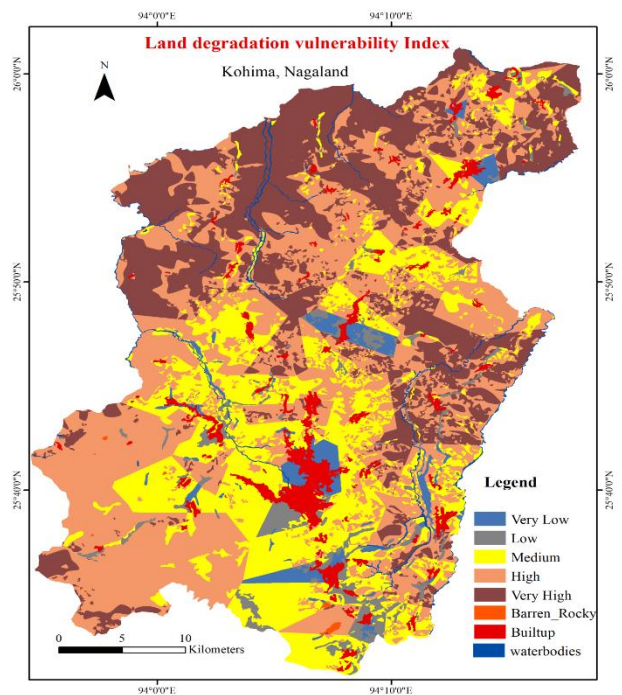 94°0'0"E 94°10'0"E
Land degradation vulnerability Index
Kohima, Nagaland
N
26°0'0"N 26°0'0"N
25°50'0"N 25°50'0"N
25°40'0"N 25°40'0"N
Legend
Very Low
Low
Medium
High
Very High
Barren_Rocky
Builtup
waterbodies
0 5 10
Kilometers
94°0'0"E 94°10'0"E